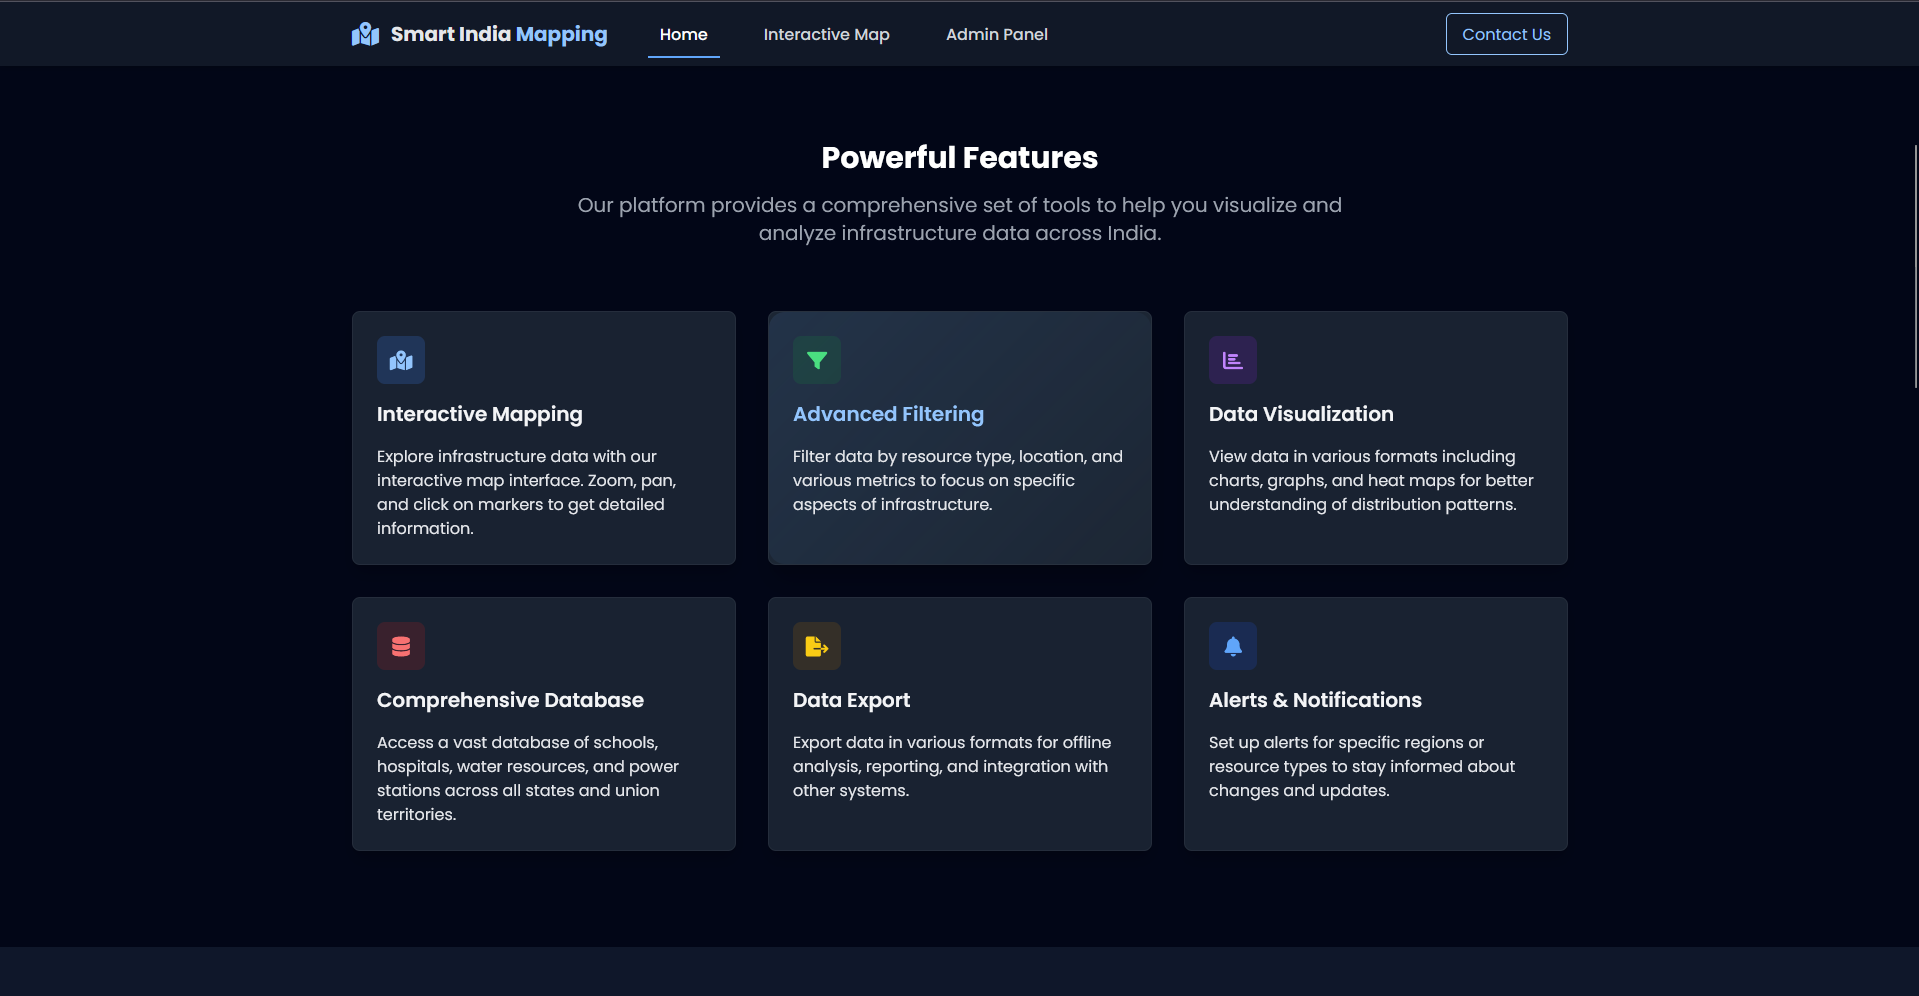 Smart India Mapping
Home
Interactive Map
Admin Panel
Contact Us
Powerful Features
Our platform provides a comprehensive set of tools to help you visualize and
analyze infrastructure data across India.
Interactive Mapping
Explore infrastructure data with our
interactive map interface. Zoom, pan,
and click on markers to get detailed
information.
Advanced Filtering
Filter data by resource type, location, and
various metrics to focus on specific
aspects of infrastructure.
Data Visualization
View data in various formats including
charts, graphs, and heat maps for better
understanding of distribution patterns.
Comprehensive Database
Access a vast database of schools,
hospitals, water resources, and power
stations across all states and union
territories.
Data Export
Export data in various formats for offline
analysis, reporting, and integration with
other systems.
Alerts & Notifications
Set up alerts for specific regions or
resource types to stay informed about
changes and updates.